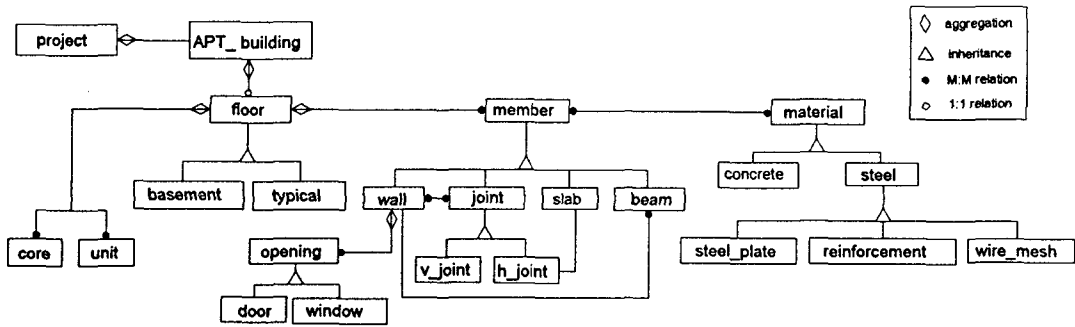 project
APT_ building
aggregation
inheritance
M:M relation
1:1 relation
floor
member
material
basement
typical
wall
joint
slab
beam
concrete
steel
core
unit
opening
v_joint
h_joint
steel_plate
reinforcement
wire_mesh
door
window